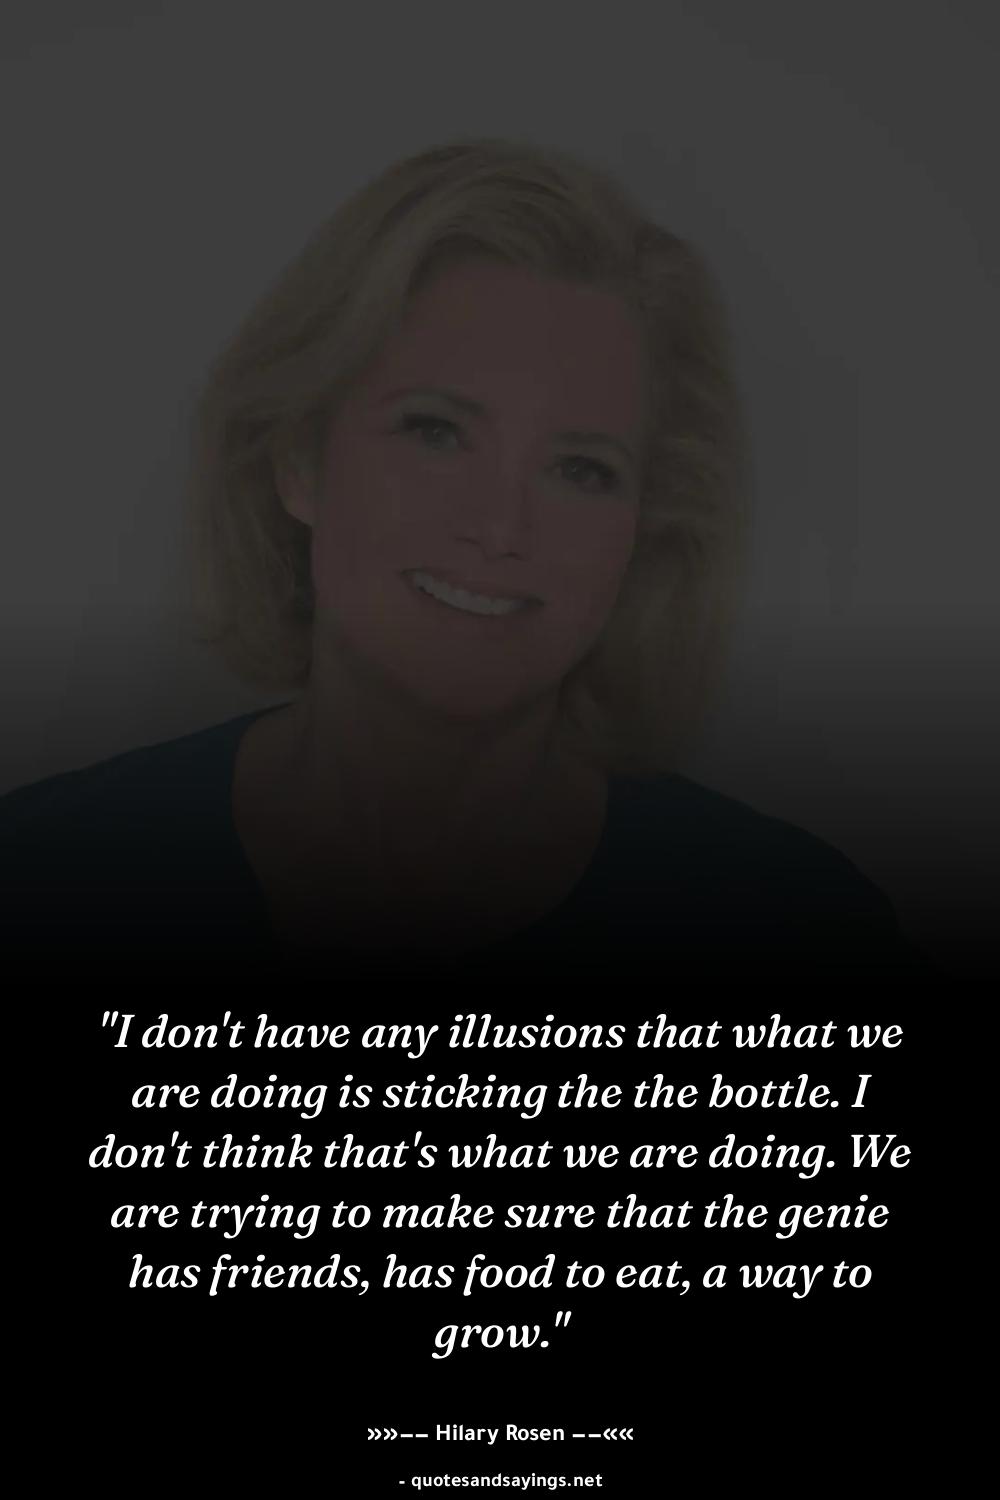 "I don't have any illusions that what we
are doing is sticking the the bottle. I
don't think that's what we are doing. We
are trying to make sure that the genie
has friends, has food to eat, a way to
grow."
»»−− Hilary Rosen −−««
- quotesandsayings.net